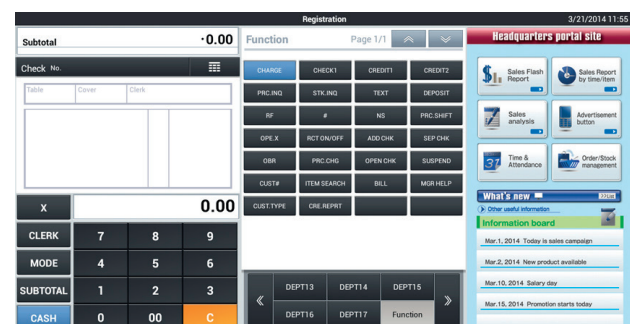 Registration
3/21/2014 11:55
Subtotal
·0.00
Check No.
Table Cover Clerk
X
0.00
CLERK 7 8 9
MODE 4 5 6
SUBTOTAL 1 2 3
CASH 0 00 C
Function Page 1/1
CHARGE CHECK1 CREDIT1 CREDIT2
PRC.INQ STK.INQ TEXT DEPOSIT
RF # NS PRC.SHIFT
OPE.X RCT ON/OFF ADD CHK SEP CHK
OBR PRC.CHG OPEN CHK SUSPEND
CUST# ITEM SEARCH BILL MGR HELP
CUST.TYPE CRE.REPRT
DEPT13 DEPT14 DEPT15
DEPT16 DEPT17 Function
Headquarters portal site
Sales Flash
Report
Sales Report
by time/item
Sales
analysis
Advertisement
button
Time &
Attendance
Order/Stock
management
What's new
Other useful information
Information board
Mar.1, 2014 Today is sales campaign
Mar.2, 2014 New product available
Mar.10, 2014 Salary day
Mar.15, 2014 Promotion starts today